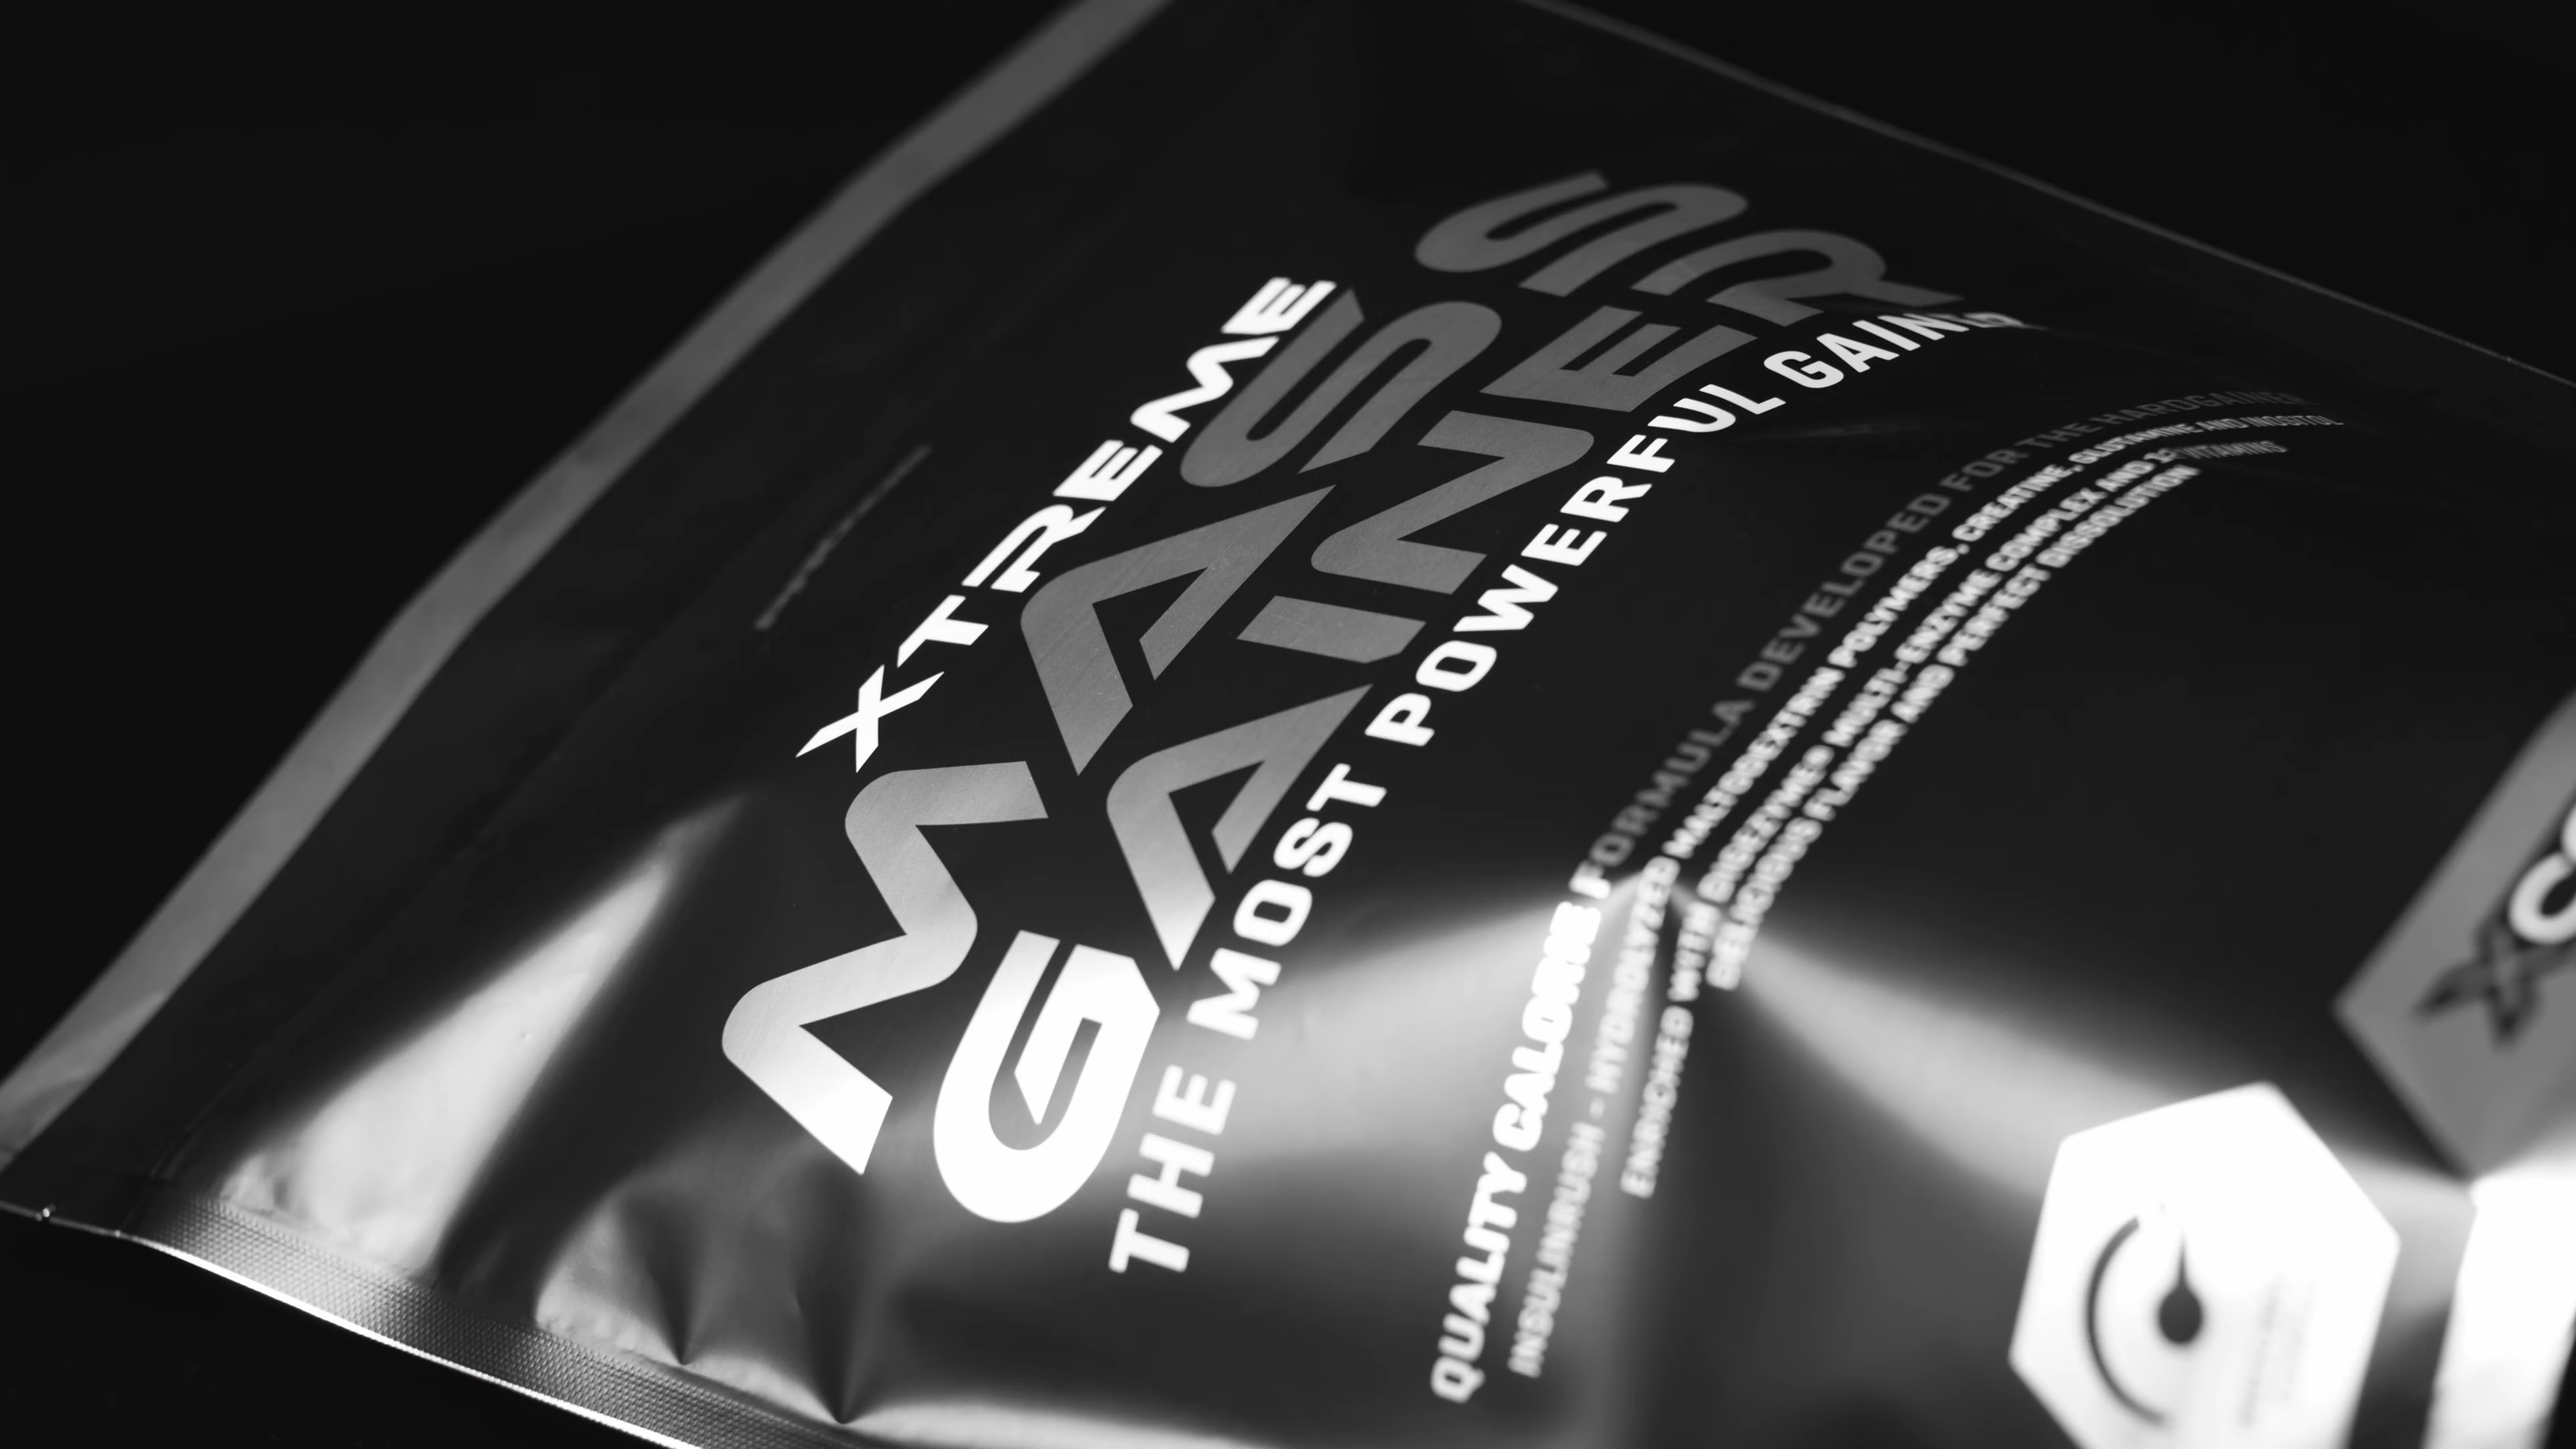 XTREME
MASS
GAINER
THE MOST POWERFUL GAINER
QUALITY CALORIE FORMULA DEVELOPED FOR THE HARDGAINER
INSULINRUSH - HYDROLYZED MALTODEXTRIN POLYMERS, CREATINE, GLUTAMINE AND INOSITOL
ENRICHED WITH DIGEZYME® MULTI-ENZYME COMPLEX AND VITAMINS
DELICIOUS FLAVOR AND PERFECT DISSOLUTION